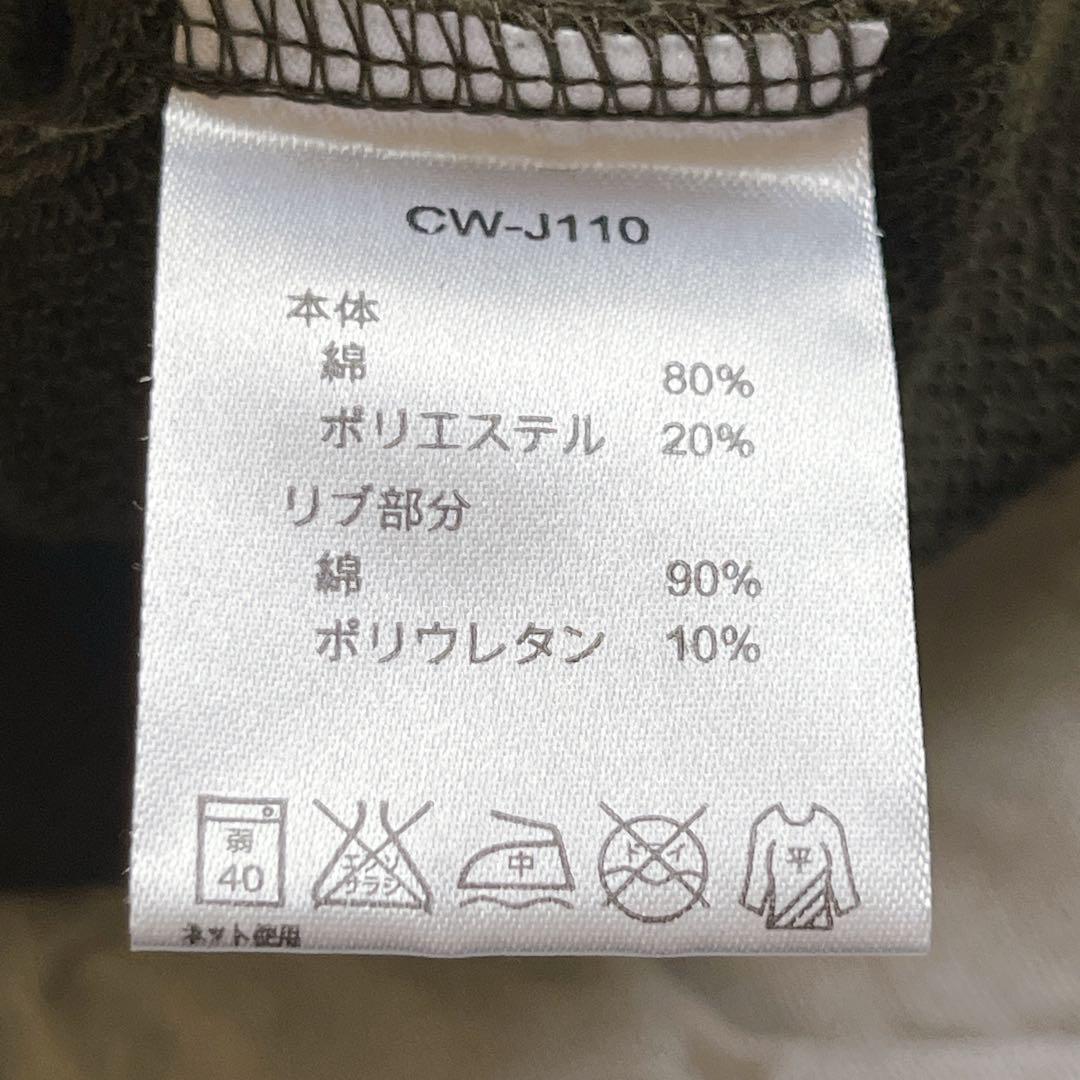 CW-J110
本体
綿 80%
ポリエステル 20%
リブ部分
綿 90%
ポリウレタン 10%
弱
40
エンソ
サラシ
中
ドライ
平
ネット使用